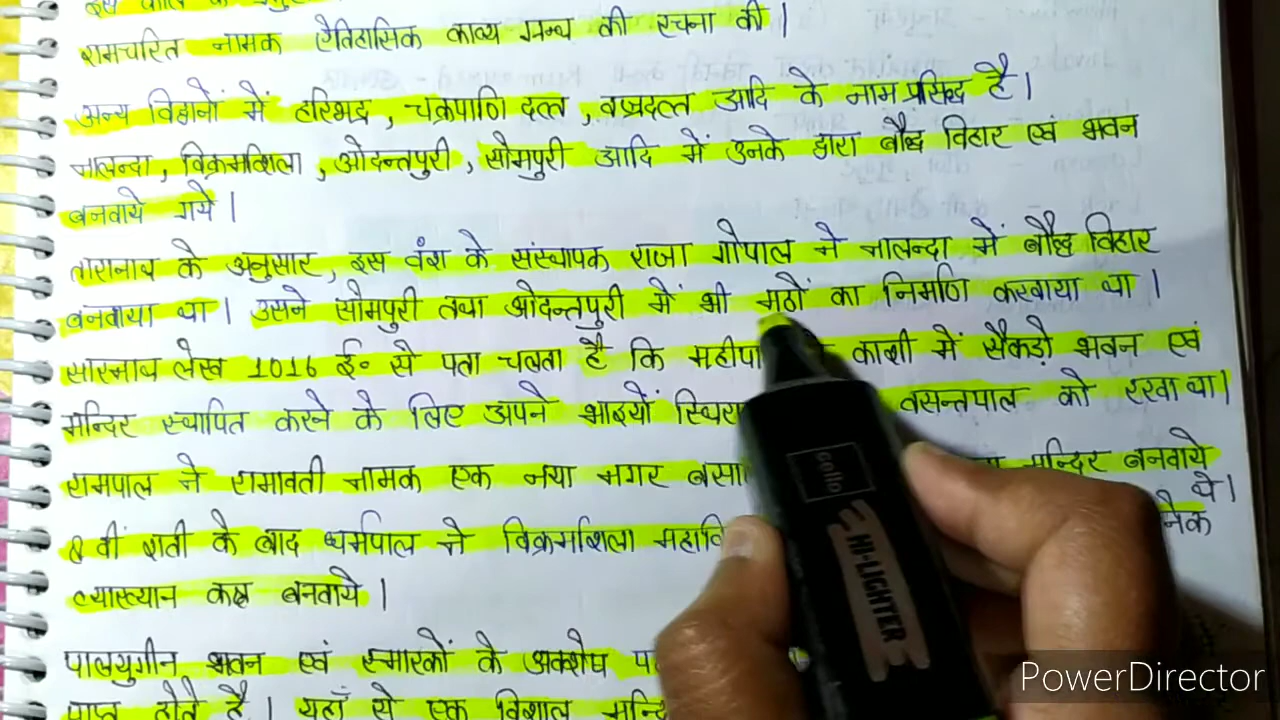 रामचरित नामक ऐतिहासिक काव्य ग्रन्थ की रचना की।
अन्य विद्वानों में हरिभद्र, चक्रपाणि दत्त, वज्रदत्त आदि के नाम प्रसिद्ध है।
नालन्दा, विक्रमशिला, ओदन्तपुरी, सोमपुरी आदि में उनके द्वारा बौद्ध विहार एवं भवन
बनवाये गये।
तारानाथ के अनुसार, इस वंश के संस्थापक राजा गोपाल ने नालन्दा में बौद्ध विहार
बनवाया था। उसने सोमपुरी तथा ओदन्तपुरी में भी मठों का निर्माण करवाया था।
सारनाथ लेख 1016 ई० से पता चलता है कि काशी में सैकड़ो भवन एवं
मन्दिर स्थापित करने के लिए अपने भाइयों वसन्तपाल को रखा था।
रामपाल ने रामावती नामक एक नया नगर मन्दिर बनवाये
थे।
8 वीं शती के बाद धर्मपाल ने विक्रमशिला
व्याख्यान कक्ष बनवाये।
पालयुगीन भवन एवं स्मारकों के अवशेष
प्राप्त होते है। यहाँ से एक विशाल
cello
HI-LIGHTER
PowerDirector